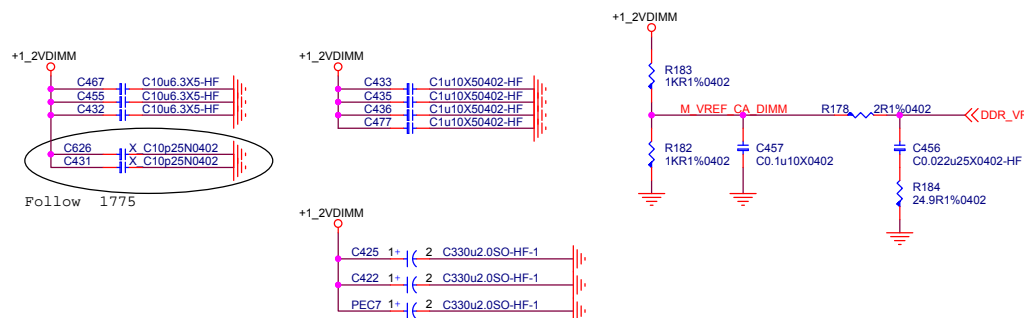 +1_2VDIMM
C467 C10u6.3X5-HF
C455 C10u6.3X5-HF
C432 C10u6.3X5-HF
C626 X_C10p25N0402
C431 X_C10p25N0402
Follow 1775
+1_2VDIMM
C433 C1u10X50402-HF
C435 C1u10X50402-HF
C436 C1u10X50402-HF
C477 C1u10X50402-HF
+1_2VDIMM
C425 1+ 2 C330u2.0SO-HF-1
C422 1+ 2 C330u2.0SO-HF-1
PEC7 1+ 2 C330u2.0SO-HF-1
+1_2VDIMM
R183
1KR1%0402
M_VREF_CA_DIMM
R178 2R1%0402
DDR_VF
R182
1KR1%0402
C457
C0.1u10X0402
C456
C0.022u25X0402-HF
R184
24.9R1%0402